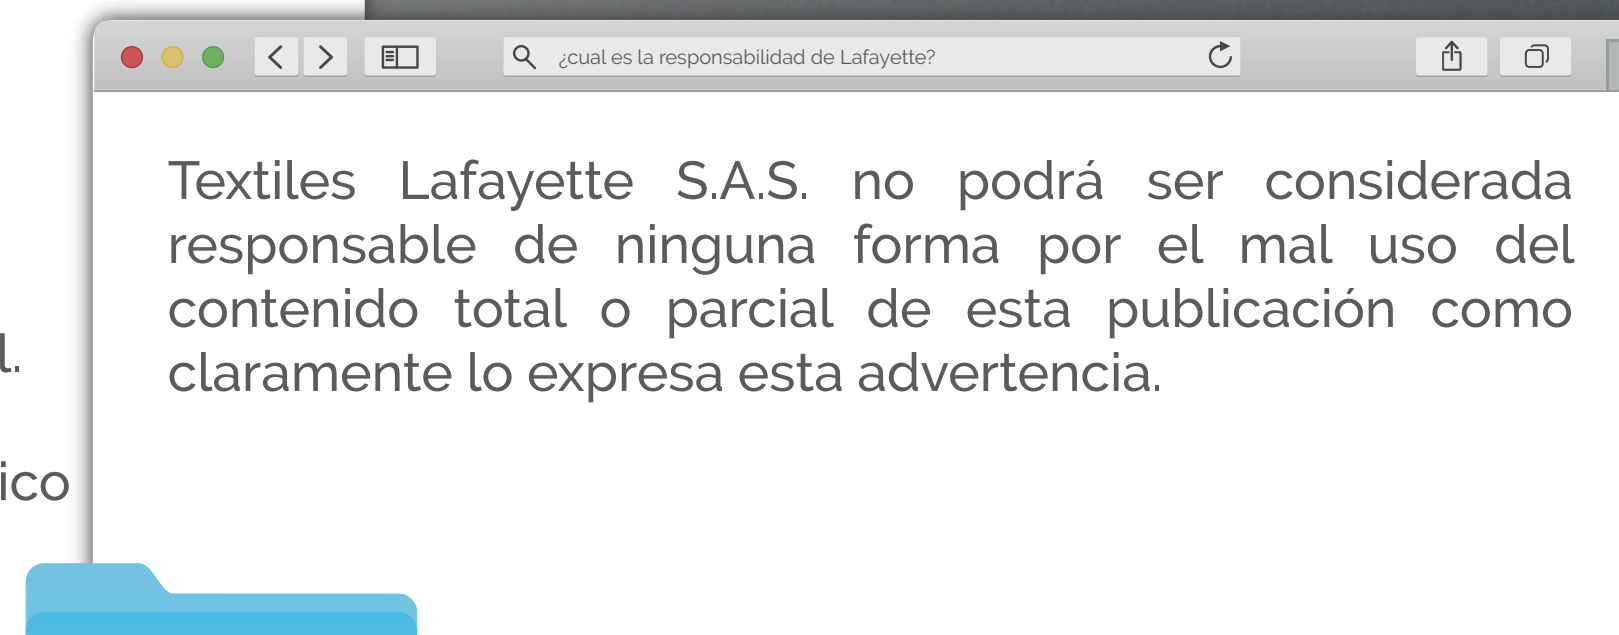 ¿cual es la responsabilidad de Lafayette?
Textiles Lafayette S.A.S. no podrá ser considerada
responsable de ninguna forma por el mal uso del
contenido total o parcial de esta publicación como
claramente lo expresa esta advertencia.
l.
ico